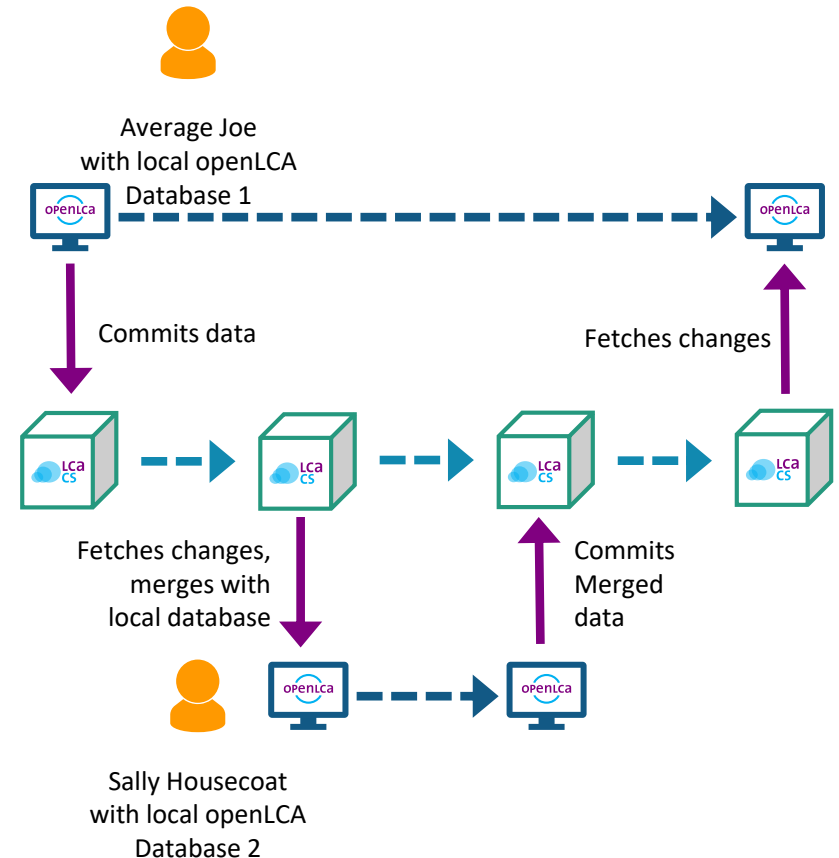 Average Joe
with local openLCA
Database 1
openLCa
openLCa
Commits data
Fetches changes
LCa
CS
LCa
CS
LCa
CS
LCa
CS
Fetches changes,
merges with
local database
Commits
Merged
data
openLCa
openLCa
Sally Housecoat
with local openLCA
Database 2